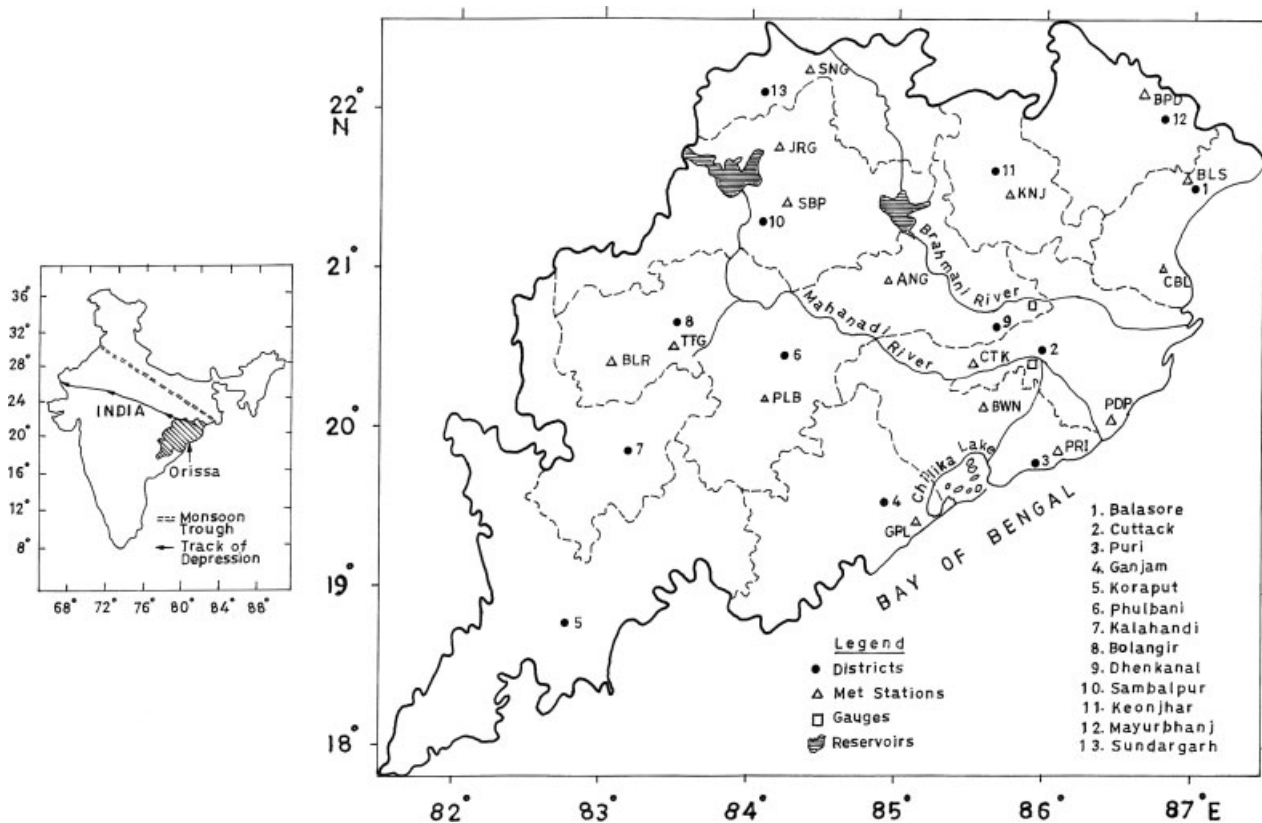 36°
32°
28°
24°
20°
16°
12°
8°
68° 72° 76° 80° 84° 88°
INDIA
Orissa
Monsoon
Trough
Track of
Depression
22°
N
21°
20°
19°
18°
82° 83° 84° 85° 86° 87°E
SNG
13
BPD
12
JRG
11
KNJ
BLS
1
SBP
10
Brahmani River
CBL
ANG
Mahanadi River
9
8
TTG
BLR
6
CTK
2
PLB
BWN
PDP
7
PRI
3
Chilika Lake
4
GPL
BAY OF BENGAL
5
Legend
Districts
Met Stations
Gauges
Reservoirs
1. Balasore
2. Cuttack
3. Puri
4. Ganjam
5. Koraput
6. Phulbani
7. Kalahandi
8. Bolangir
9. Dhenkanal
10. Sambalpur
11. Keonjhar
12. Mayurbhanj
13. Sundargarh